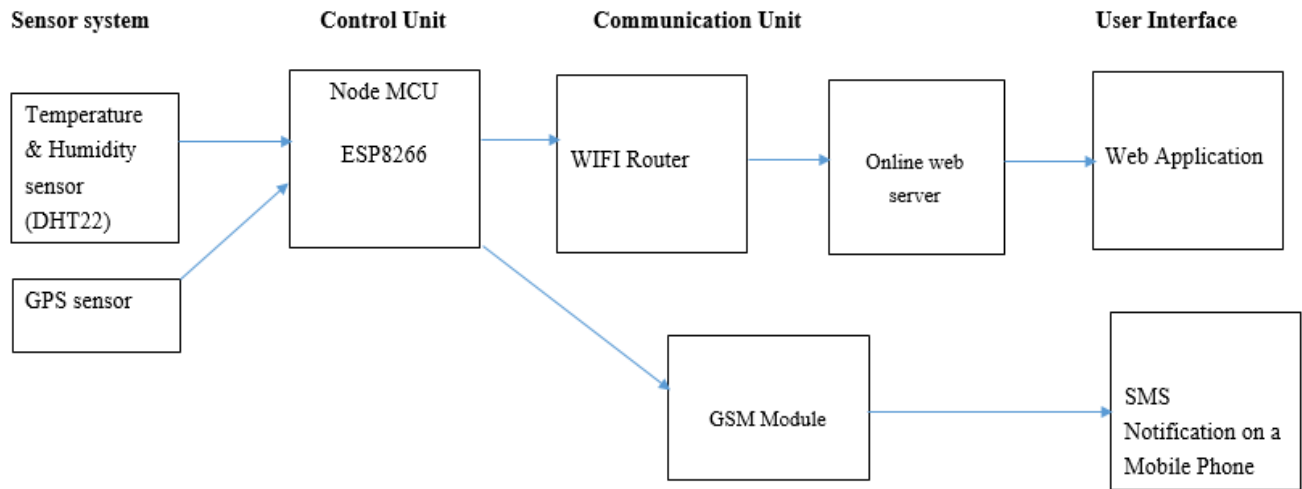 Sensor system
Control Unit
Communication Unit
User Interface
Temperature
& Humidity
sensor
(DHT22)
GPS sensor
Node MCU
ESP8266
WIFI Router
Online web
server
Web Application
GSM Module
SMS
Notification on a
Mobile Phone